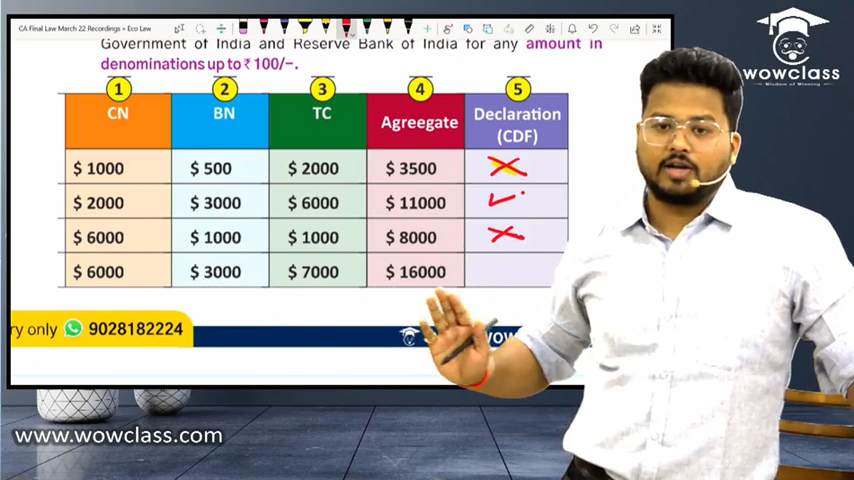 CA Final Law March 22 Recordings » Eco Law
Government of India and Reserve Bank of India for any amount in
denominations up to ₹ 100/-.
1 2 3 4 5
CN BN TC Agreegate Declaration
(CDF)
$ 1000 $ 500 $ 2000 $ 3500
$ 2000 $ 3000 $ 6000 $ 11000
$ 6000 $ 1000 $ 1000 $ 8000
$ 6000 $ 3000 $ 7000 $ 16000
ry only 9028182224
www.wowclass.com
wowclass
Wisdom of Winning